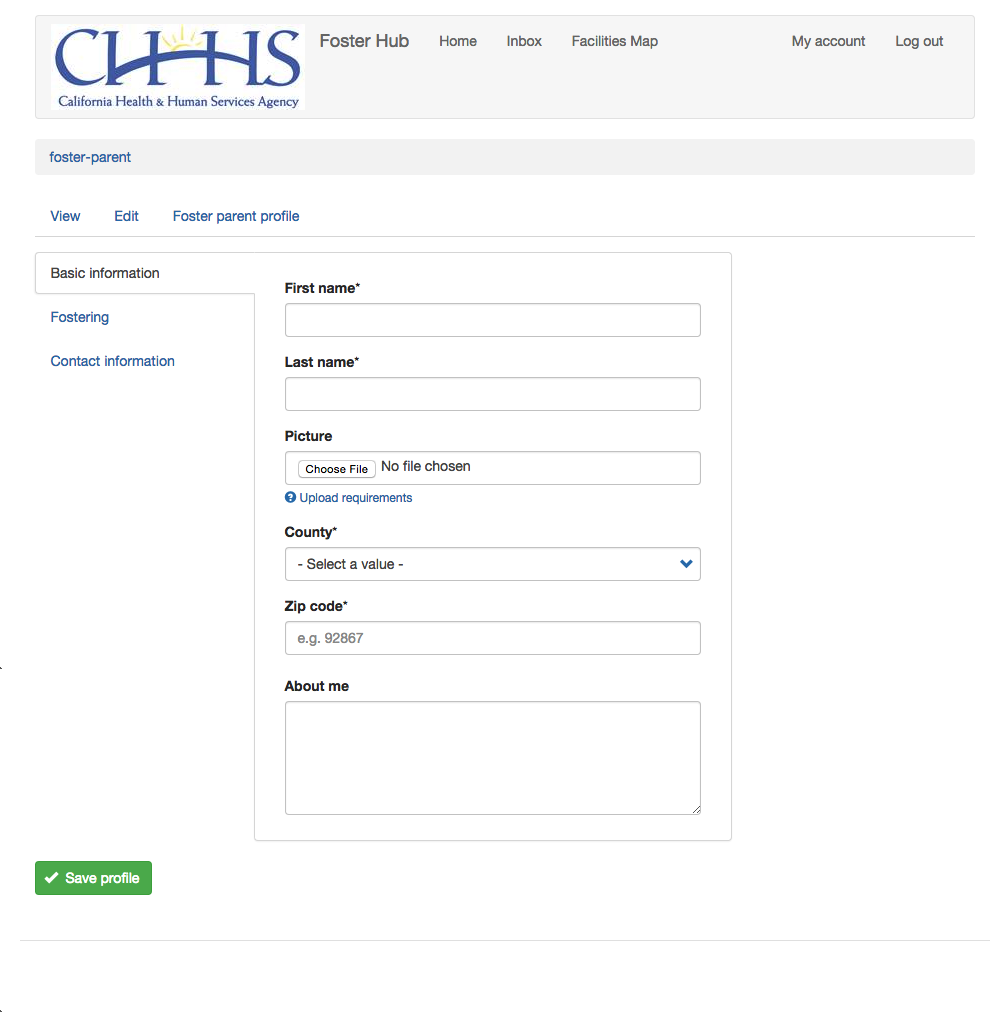 CHHS
California Health & Human Services Agency
Foster Hub Home Inbox Facilities Map My account Log out
foster-parent
View Edit Foster parent profile
Basic information
Fostering
Contact information
First name*
Last name*
Picture
Choose File No file chosen
Upload requirements
County*
- Select a value -
Zip code*
e.g. 92867
About me
Save profile